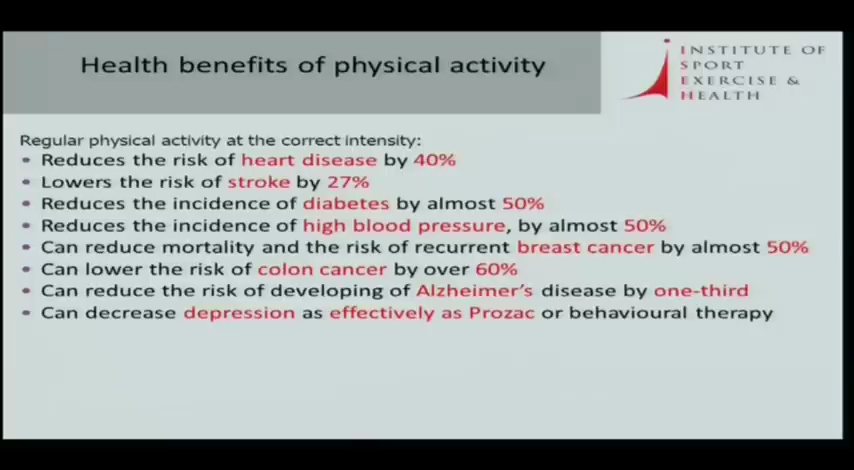 Health benefits of physical activity
INSTITUTE OF
SPORT
EXERCISE &
HEALTH
Regular physical activity at the correct intensity:
• Reduces the risk of heart disease by 40%
• Lowers the risk of stroke by 27%
• Reduces the incidence of diabetes by almost 50%
• Reduces the incidence of high blood pressure, by almost 50%
• Can reduce mortality and the risk of recurrent breast cancer by almost 50%
• Can lower the risk of colon cancer by over 60%
• Can reduce the risk of developing of Alzheimer's disease by one-third
• Can decrease depression as effectively as Prozac or behavioural therapy